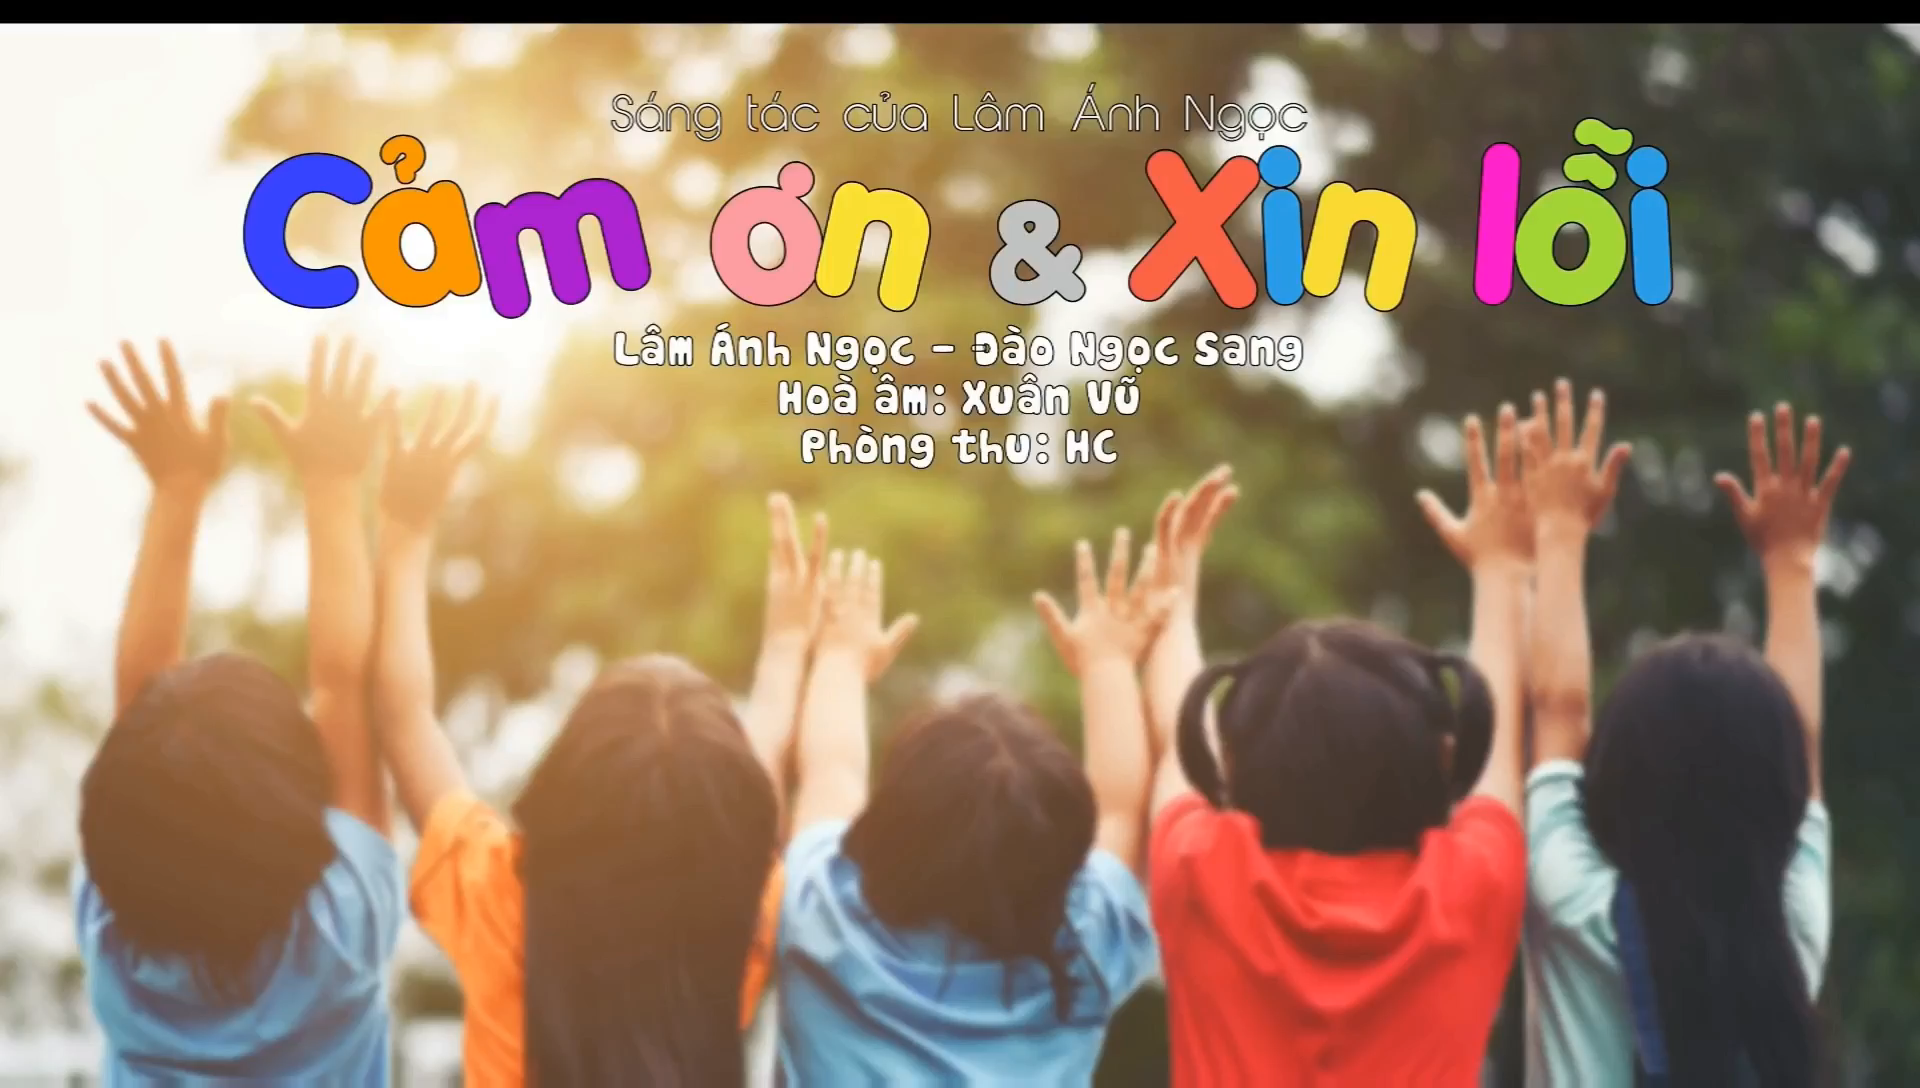 Sáng tác của Lâm Ánh Ngọc
Cảm ơn & Xin lỗi
Lâm Ánh Ngọc - Đào Ngọc Sang
Hoà âm: Xuân Vũ
Phòng thu: HC